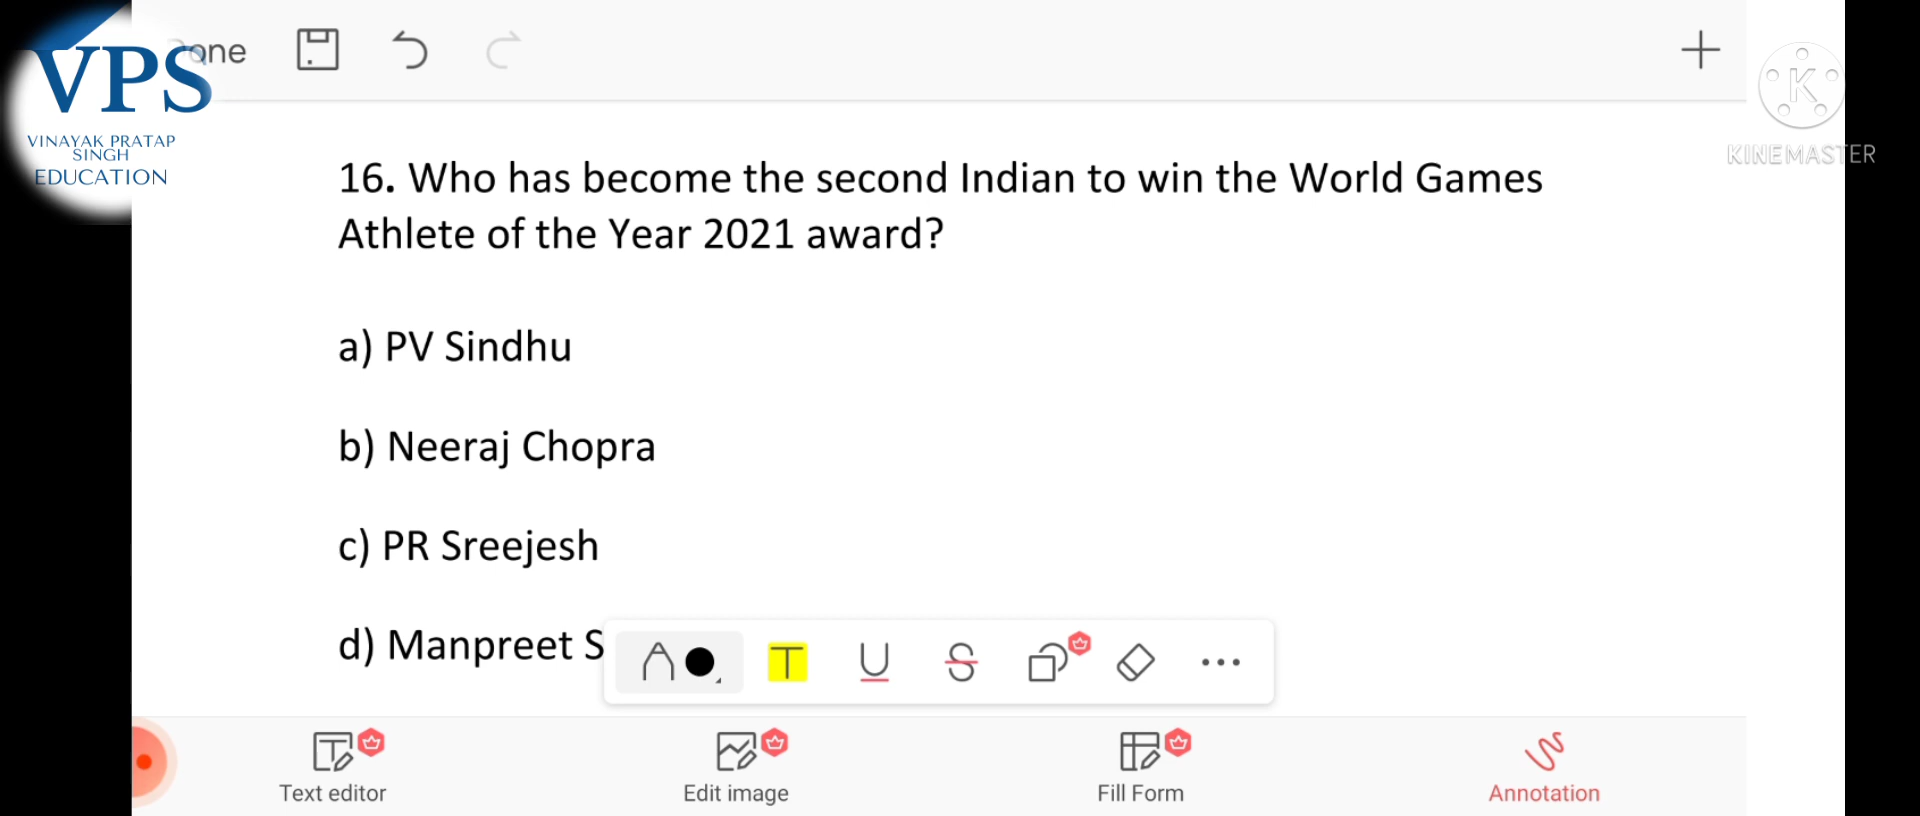 VPS
VINAYAK PRATAP
SINGH
EDUCATION
KINEMASTER
16. Who has become the second Indian to win the World Games
Athlete of the Year 2021 award?
a) PV Sindhu
b) Neeraj Chopra
c) PR Sreejesh
d) Manpreet S
Text editor
Edit image
Fill Form
Annotation